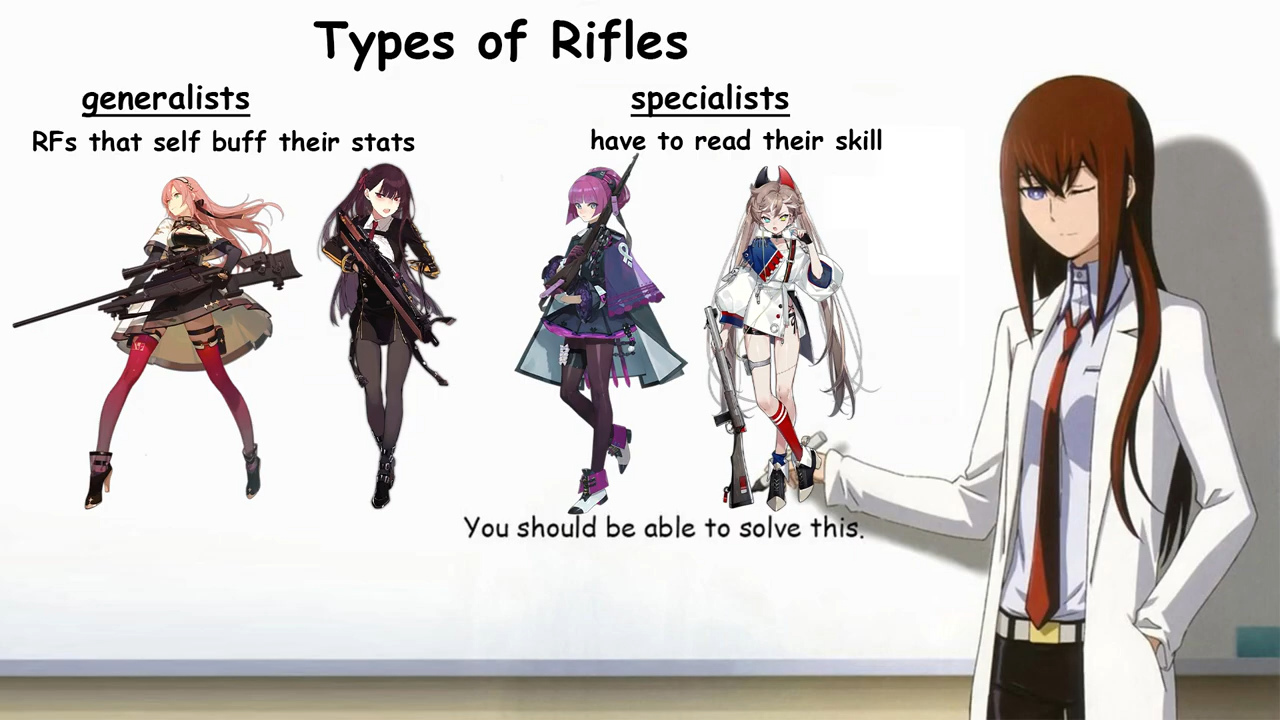 Types of Rifles
generalists
RFs that self buff their stats
specialists
have to read their skill
You should be able to solve this.